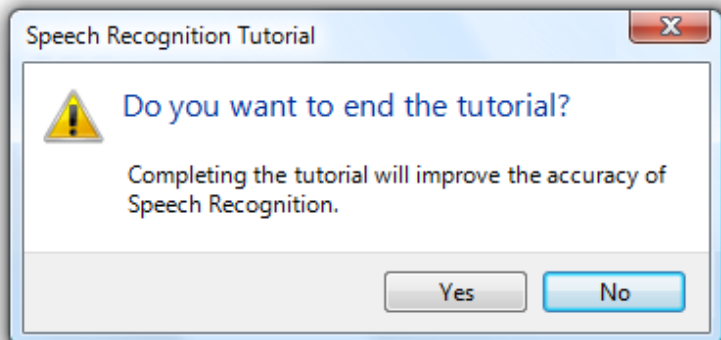 Speech Recognition Tutorial
Do you want to end the tutorial?
Completing the tutorial will improve the accuracy of
Speech Recognition.
Yes
No